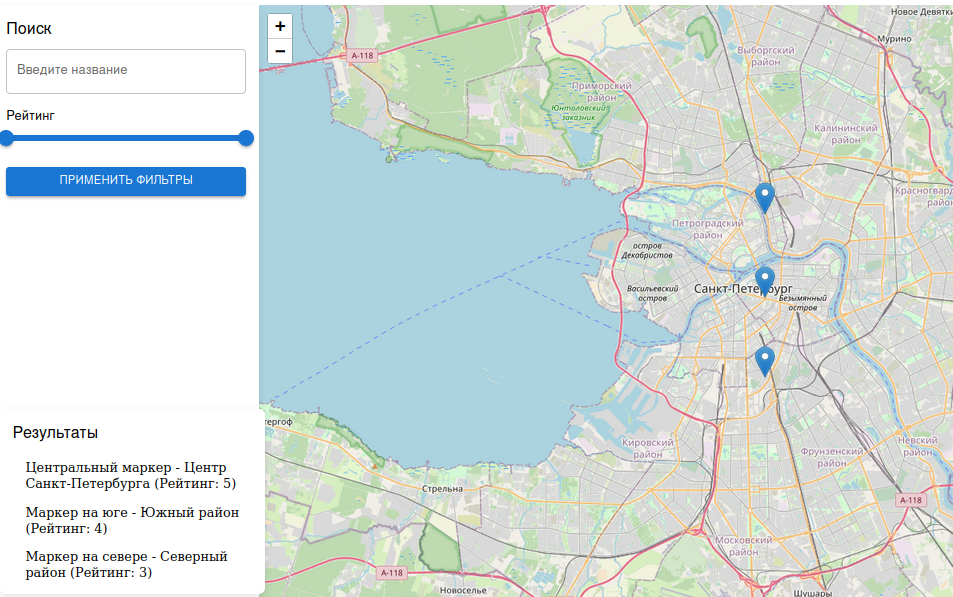 Поиск
Введите название
Рейтинг
ПРИМЕНИТЬ ФИЛЬТРЫ
Результаты
Центральный маркер - Центр
Санкт-Петербурга (Рейтинг: 5)
Маркер на юге - Южный район
(Рейтинг: 4)
Маркер на севере - Северный
район (Рейтинг: 3)
+
−
Новое Девятки
Мурино
А-118
Выборгский
район
Приморский
район
Юнтоловский
заказник
Калининский
район
Красногвард
район
Петроградский
район
остров
Декабристов
Васильевский
остров
Санкт-Петербург
Безымянный
остров
тергоф
Кировский
район
Фрунзенский
район
Невский
район
Стрельна
А-118
Московский
район
А-118
Новоселье
Шушары